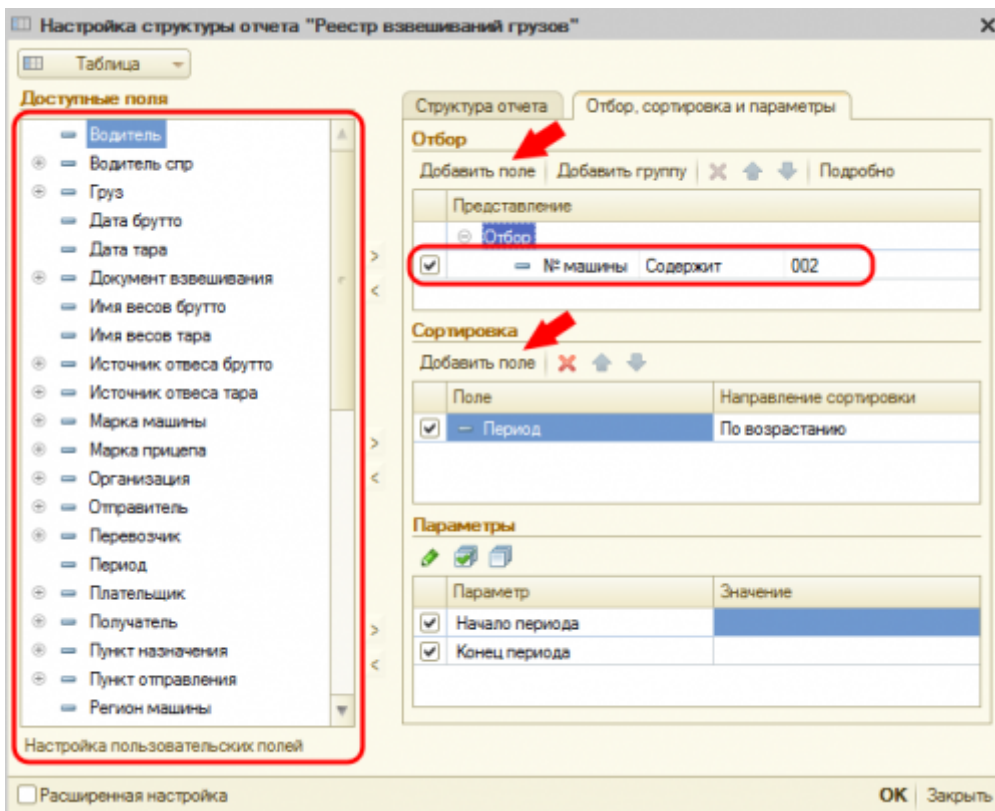 Настройка структуры отчета "Реестр взвешиваний грузов"
Таблица
Доступные поля
Водитель
Водитель спр
Груз
Дата брутто
Дата тара
Документ взвешивания
Имя весов брутто
Имя весов тара
Источник отвеса брутто
Источник отвеса тара
Марка машины
Марка прицепа
Организация
Отправитель
Перевозчик
Период
Плательщик
Получатель
Пункт назначения
Пункт отправления
Регион машины
Настройка пользовательских полей
Структура отчета Отбор, сортировка и параметры
Отбор
Добавить поле Добавить группу Подробно
Представление
Отбор
№ машины Содержит 002
Сортировка
Добавить поле
Поле Направление сортировки
Период По возрастанию
Параметры
Параметр Значение
Начало периода
Конец периода
Расширенная настройка OK Закрыть